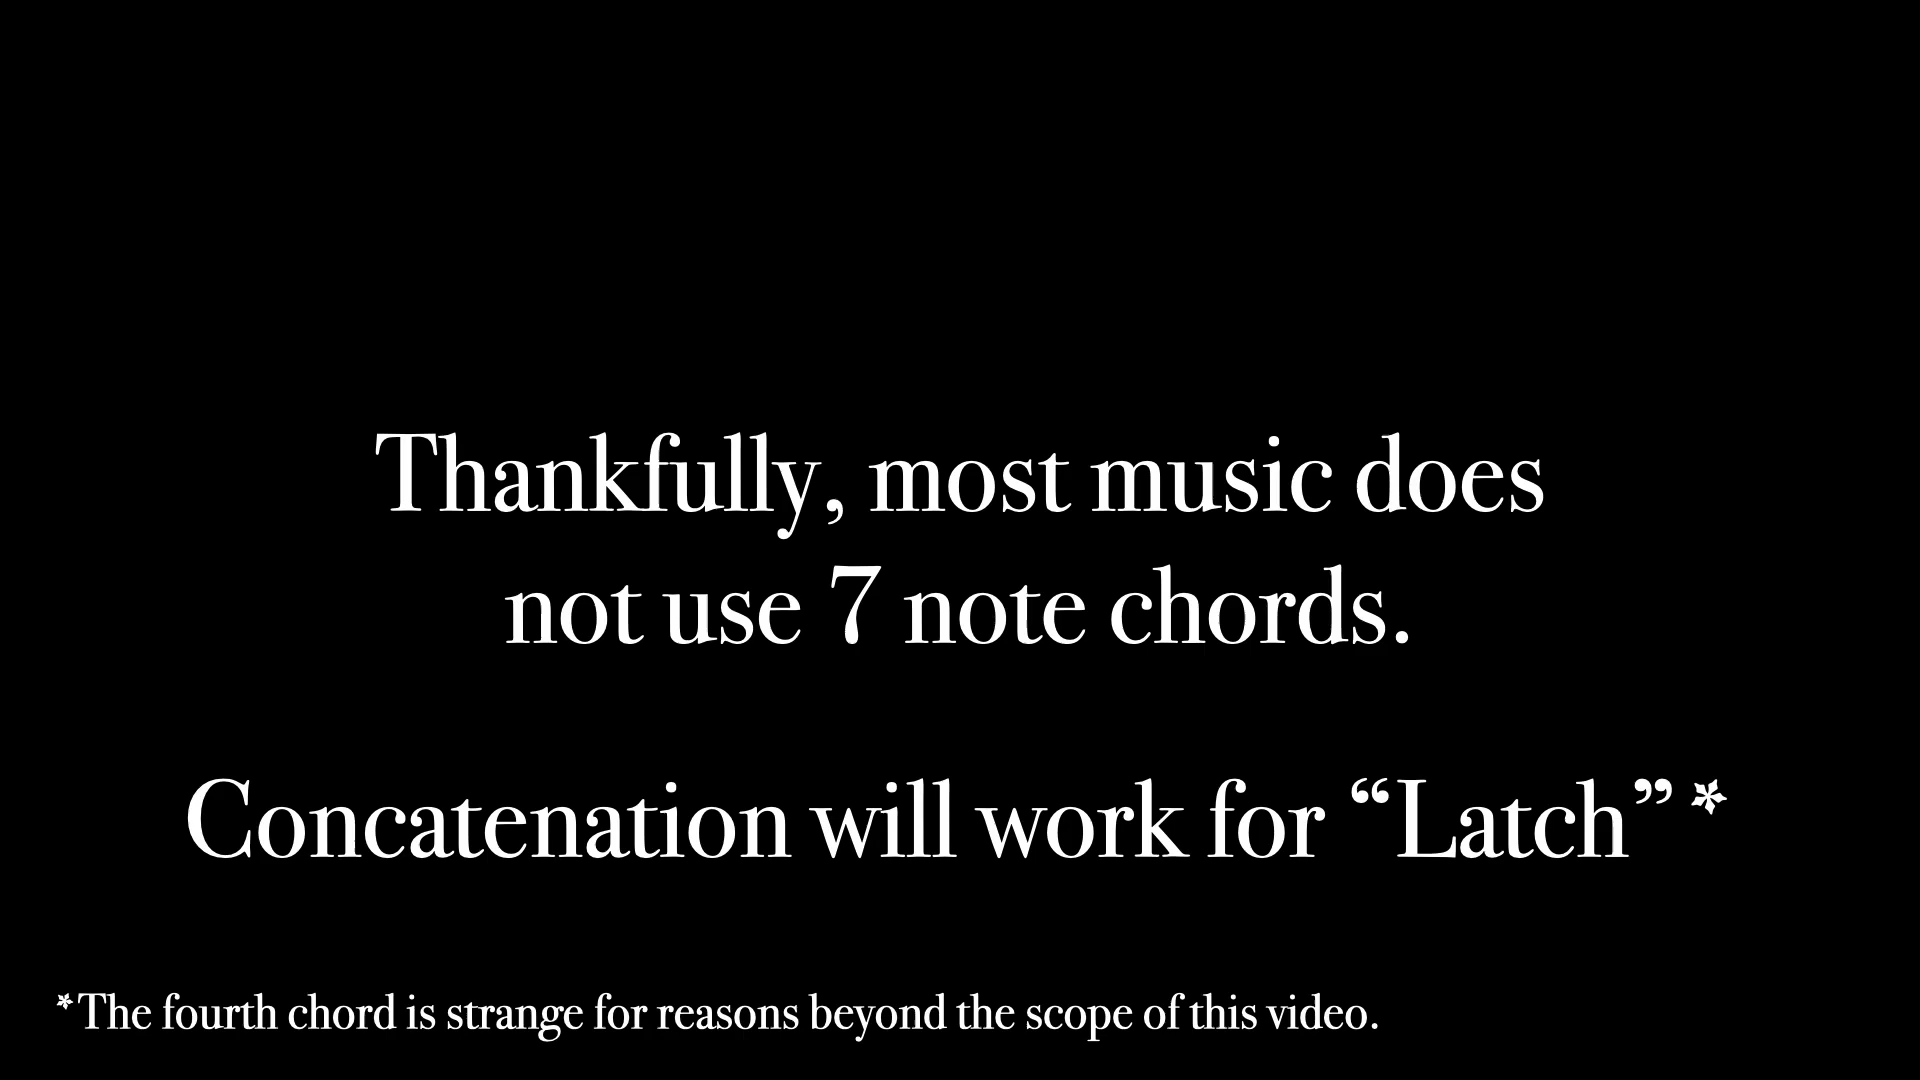 Thankfully, most music does
not use 7 note chords.
Concatenation will work for “Latch”*
*The fourth chord is strange for reasons beyond the scope of this video.